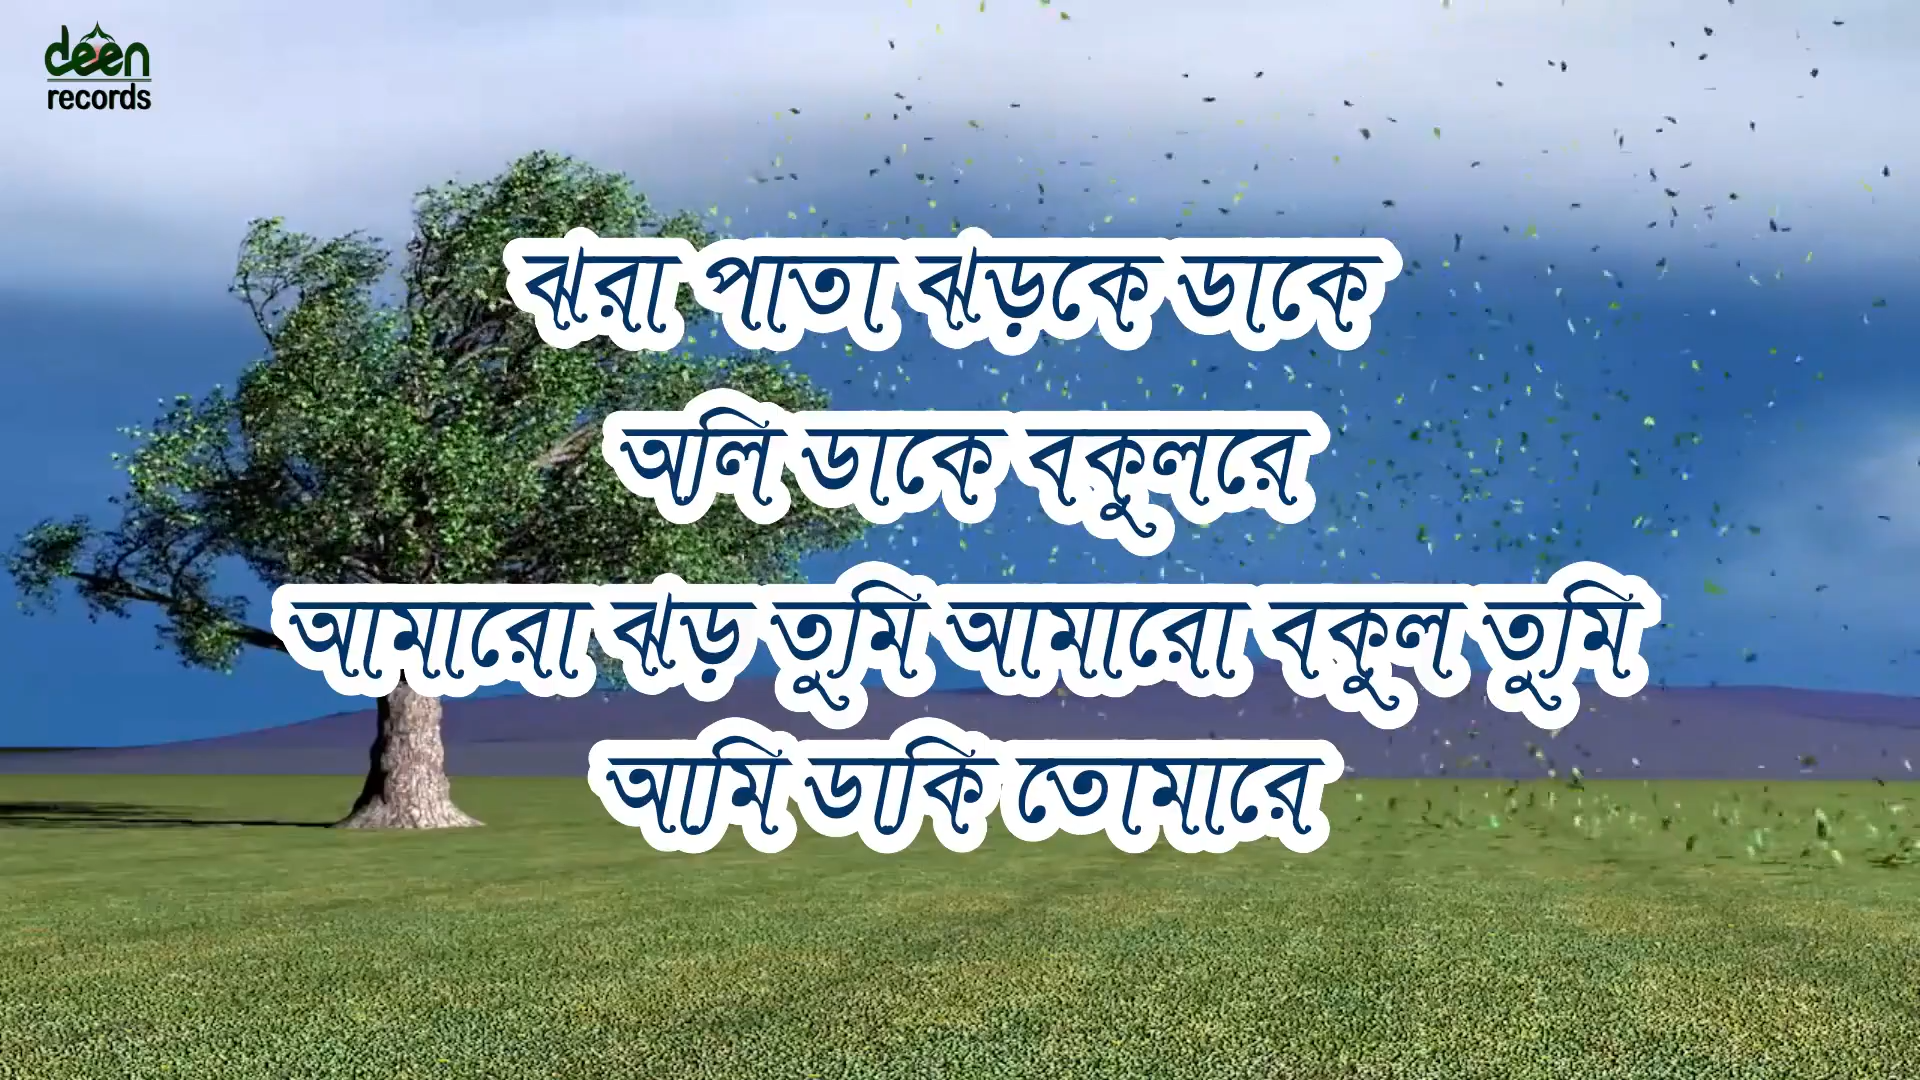 deen
records
ঝরা পাতা ঝড়কে ডাকে
অলি ডাকে বকুলরে
আমারো ঝড় তুমি আমারো বকুল তুমি
আমি ডাকি তোমারে